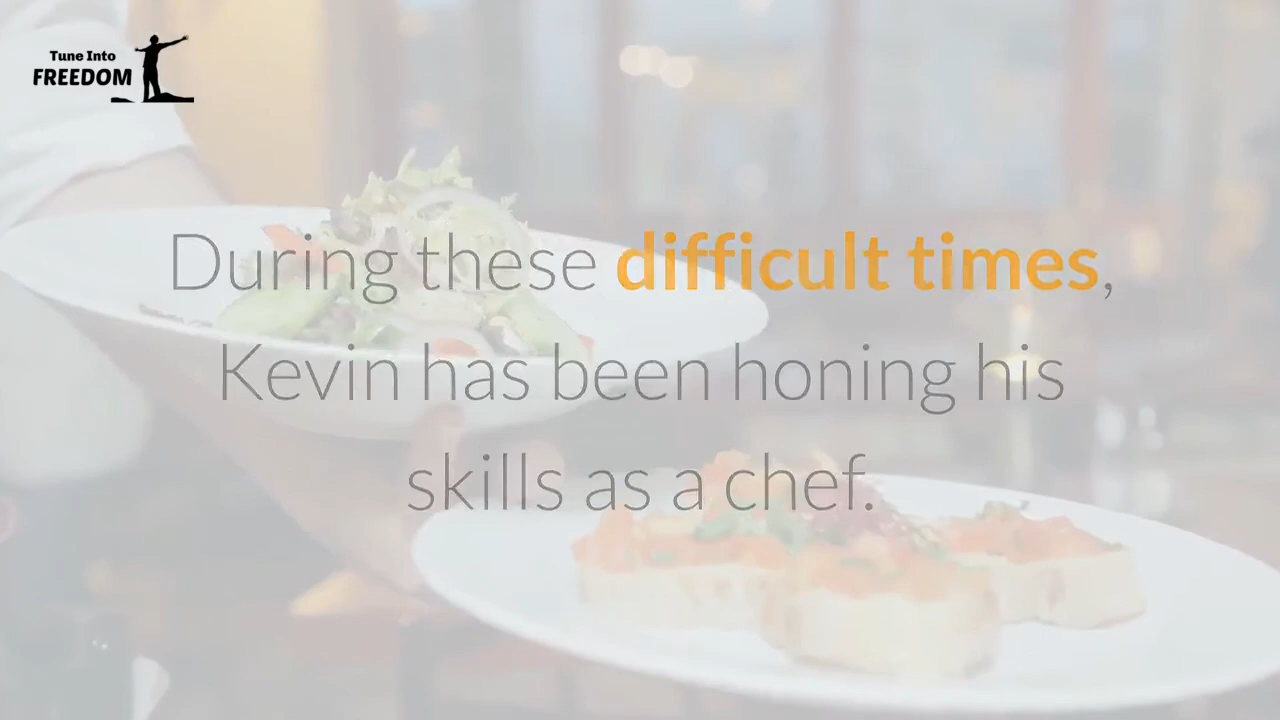 Tune Into
FREEDOM
During these difficult times,
Kevin has been honing his
skills as a chef.